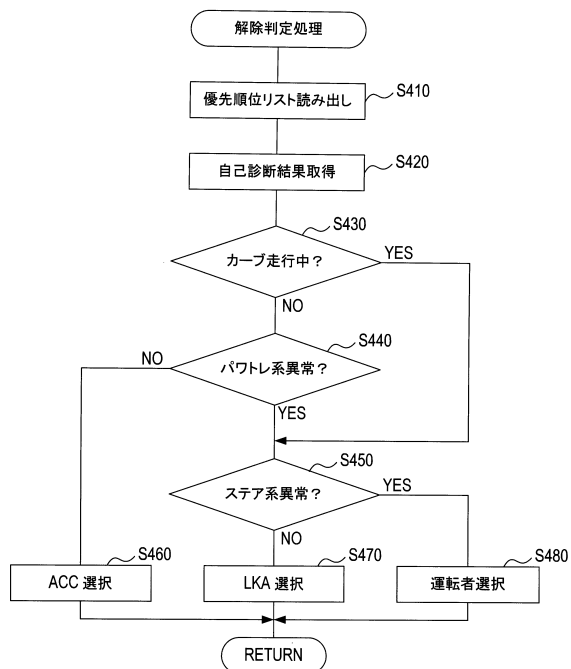 解除判定処理
優先順位リスト読み出し
S410
自己診断結果取得
S420
S430
カーブ走行中？
YES
NO
S440
NO
パワトレ系異常？
YES
S450
ステア系異常？
YES
NO
S460
ACC 選択
S470
LKA 選択
S480
運転者選択
RETURN